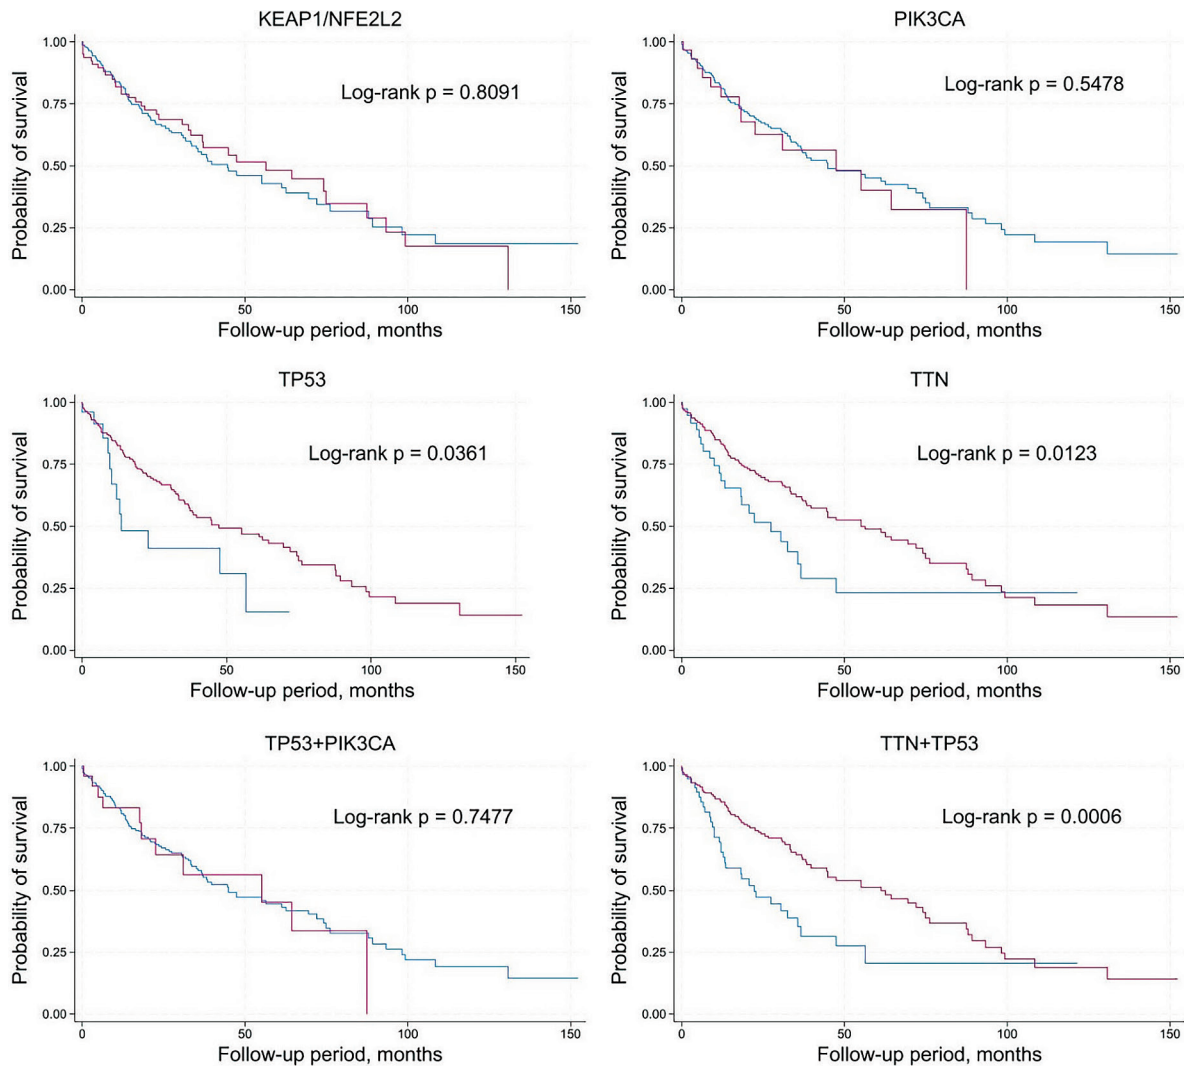 KEAP1/NFE2L2
Log-rank p = 0.8091
Probability of survival
1.00
0.75
0.50
0.25
0.00
0 50 100 150
Follow-up period, months
PIK3CA
Log-rank p = 0.5478
Probability of survival
1.00
0.75
0.50
0.25
0.00
0 50 100 150
Follow-up period, months
TP53
Log-rank p = 0.0361
Probability of survival
1.00
0.75
0.50
0.25
0.00
0 50 100 150
Follow-up period, months
TTN
Log-rank p = 0.0123
Probability of survival
1.00
0.75
0.50
0.25
0.00
0 50 100 150
Follow-up period, months
TP53+PIK3CA
Log-rank p = 0.7477
Probability of survival
1.00
0.75
0.50
0.25
0.00
0 50 100 150
Follow-up period, months
TTN+TP53
Log-rank p = 0.0006
Probability of survival
1.00
0.75
0.50
0.25
0.00
0 50 100 150
Follow-up period, months